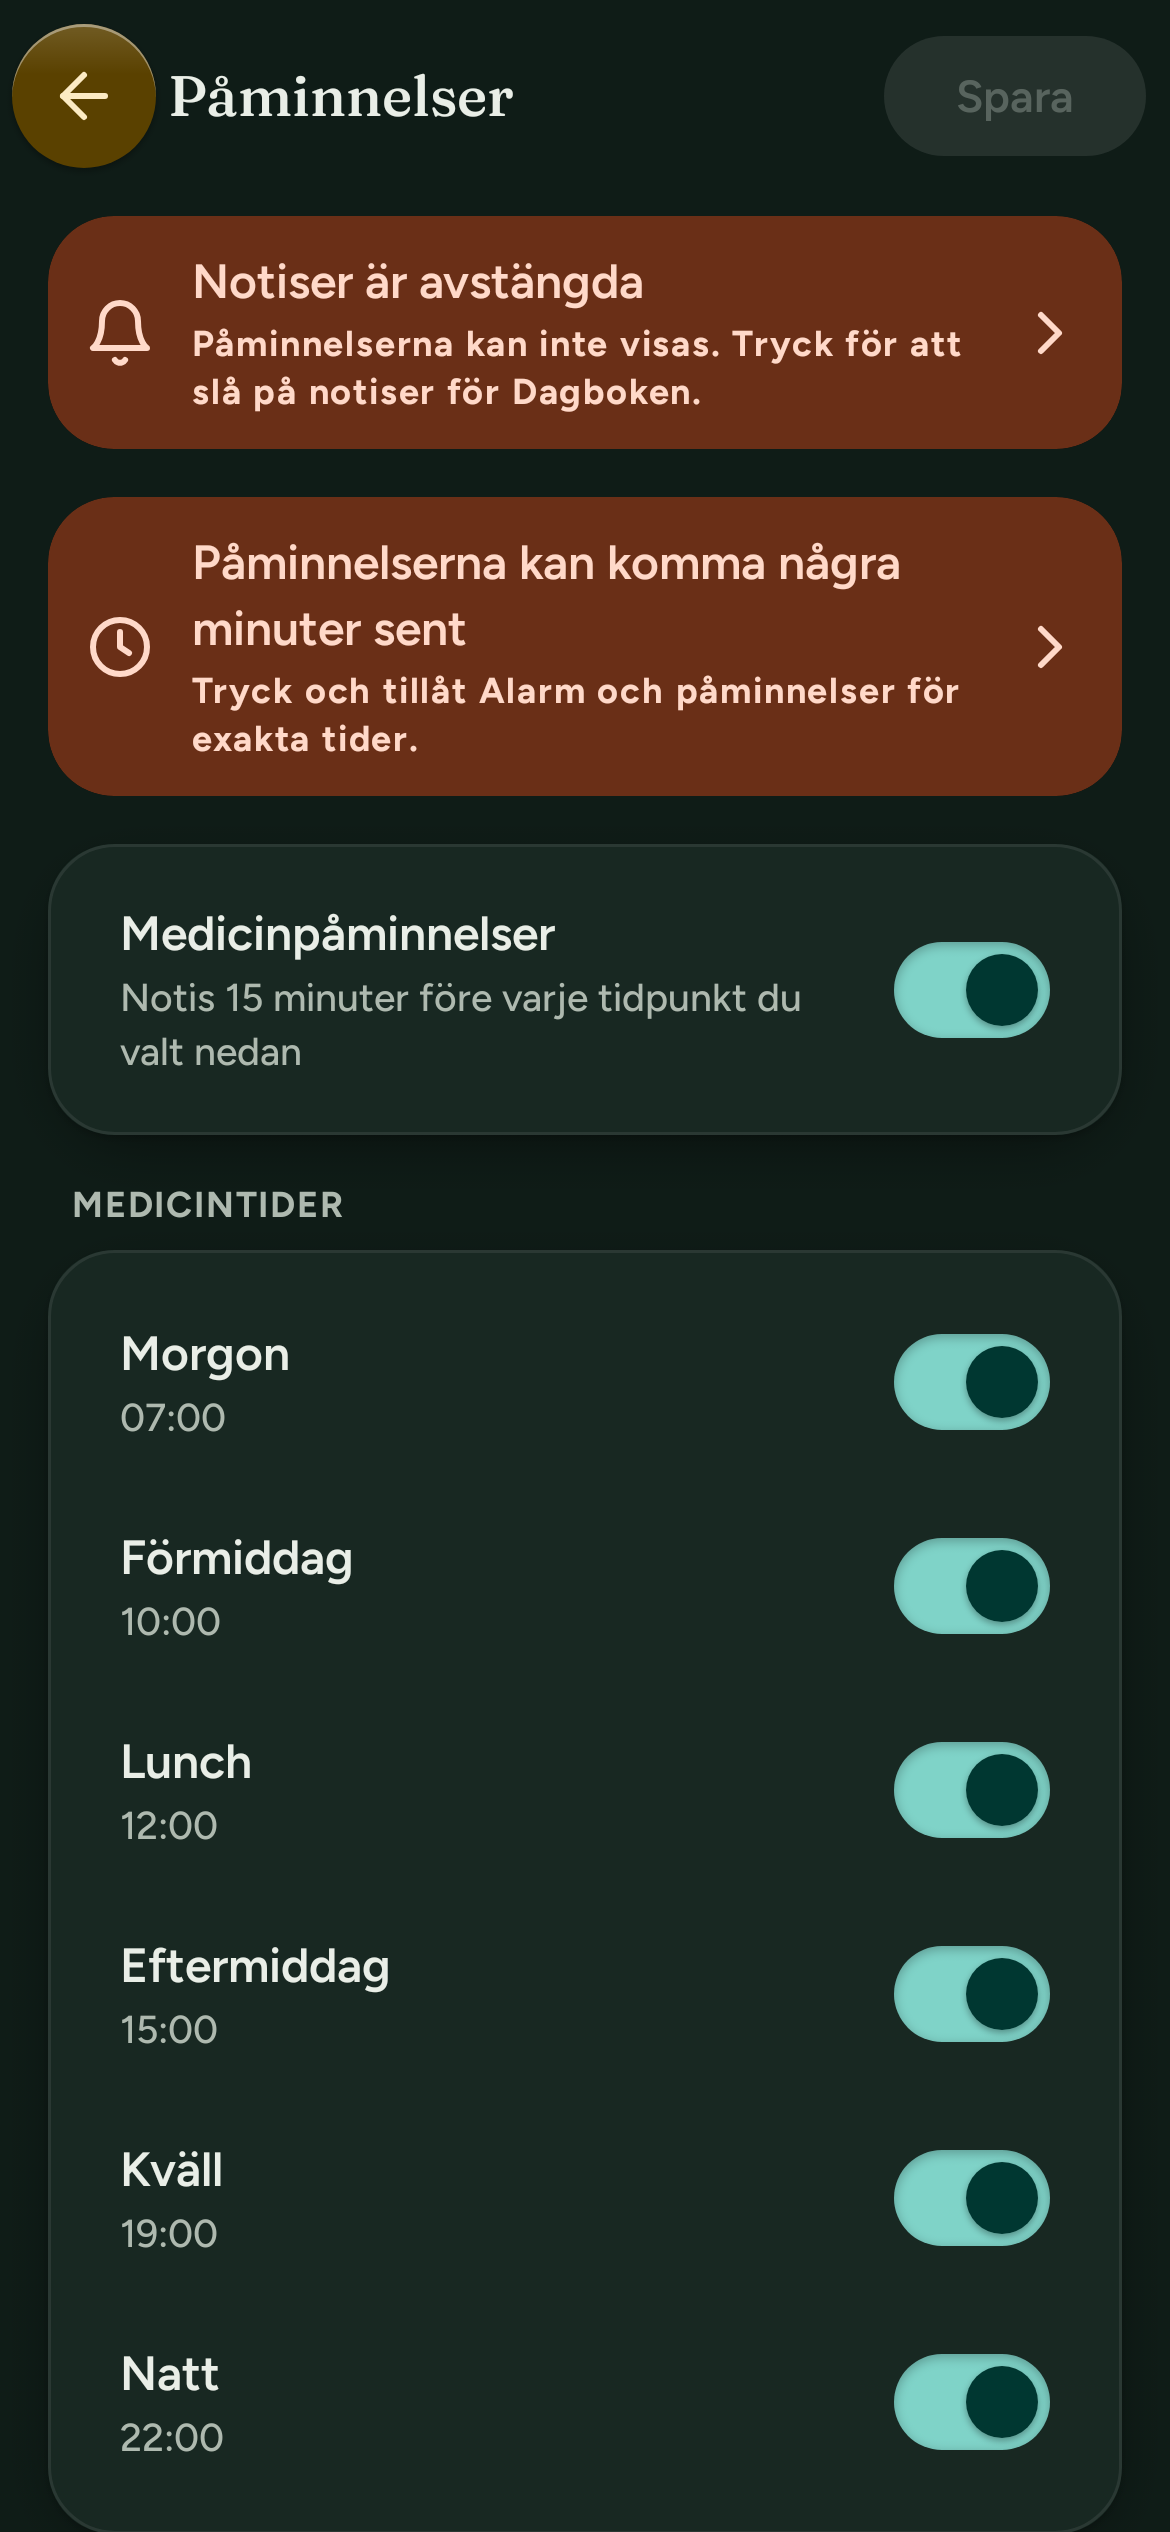 Påminnelser
Spara
Notiser är avstängda
Påminnelserna kan inte visas. Tryck för att
slå på notiser för Dagboken.
Påminnelserna kan komma några
minuter sent
Tryck och tillåt Alarm och påminnelser för
exakta tider.
Medicinpåminnelser
Notis 15 minuter före varje tidpunkt du
valt nedan
MEDICINTIDER
Morgon
07:00
Förmiddag
10:00
Lunch
12:00
Eftermiddag
15:00
Kväll
19:00
Natt
22:00